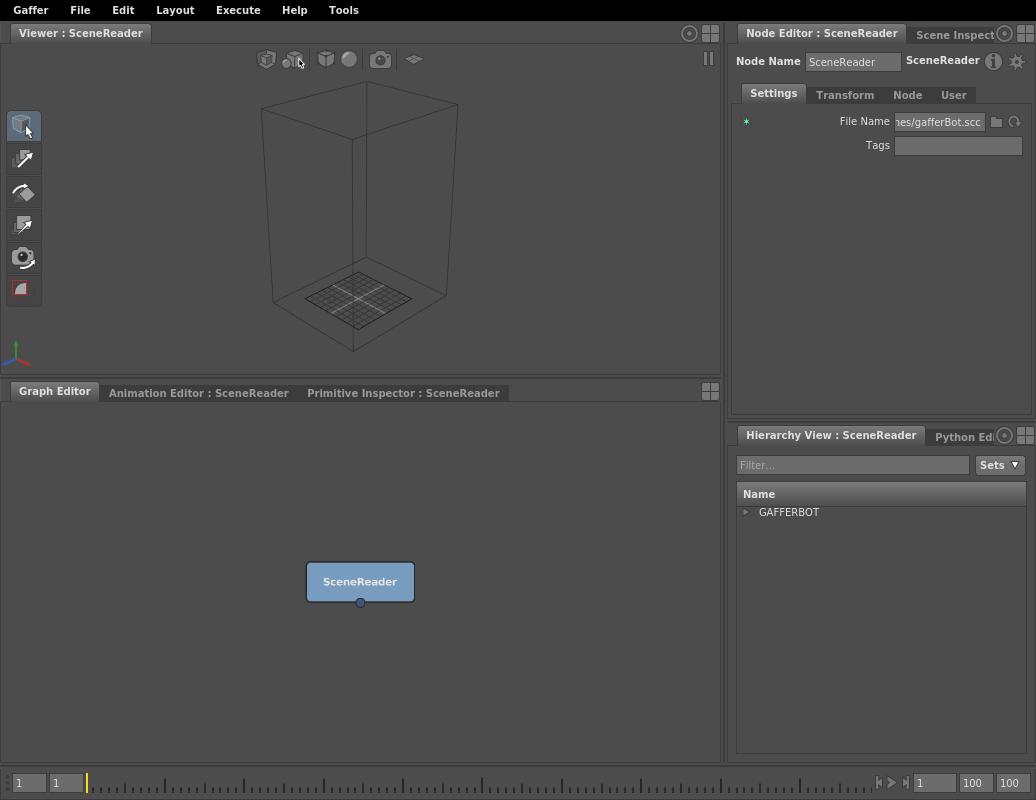 Gaffer File Edit Layout Execute Help Tools
Viewer : SceneReader
Node Editor : SceneReader Scene Inspect
Node Name SceneReader SceneReader
Settings Transform Node User
File Name nes/gafferBot.scc
Tags
Graph Editor Animation Editor : SceneReader Primitive Inspector : SceneReader
SceneReader
Hierarchy View : SceneReader Python Edi
Filter... Sets
Name
GAFFERBOT
1 1 1 100 100